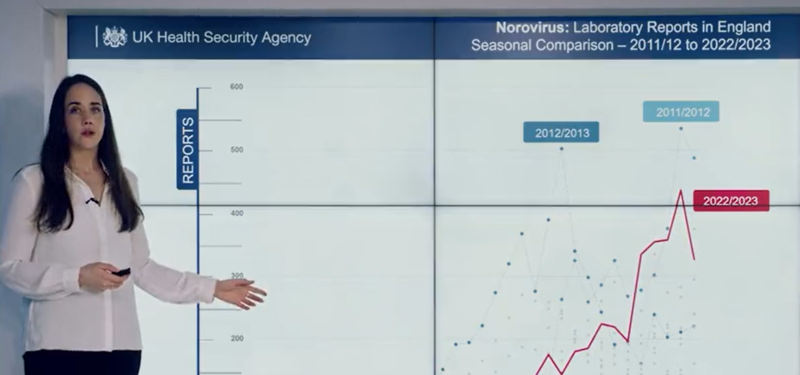 UK Health Security Agency
Norovirus: Laboratory Reports in England
Seasonal Comparison – 2011/12 to 2022/2023
REPORTS
600
500
400
300
200
2012/2013
2011/2012
2022/2023